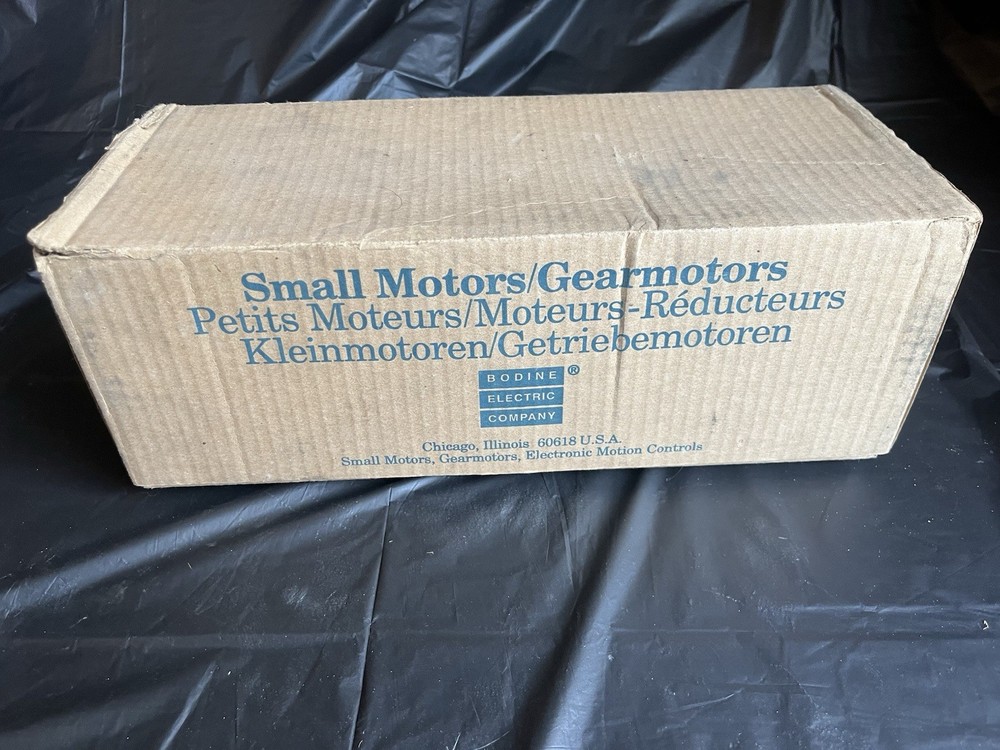 Small Motors/Gearmotors
Petits Moteurs/Moteurs-Réducteurs
Kleinmotoren/Getriebemotoren
BODINE ®
ELECTRIC
COMPANY
Chicago, Illinois 60618 U.S.A.
Small Motors, Gearmotors, Electronic Motion Controls